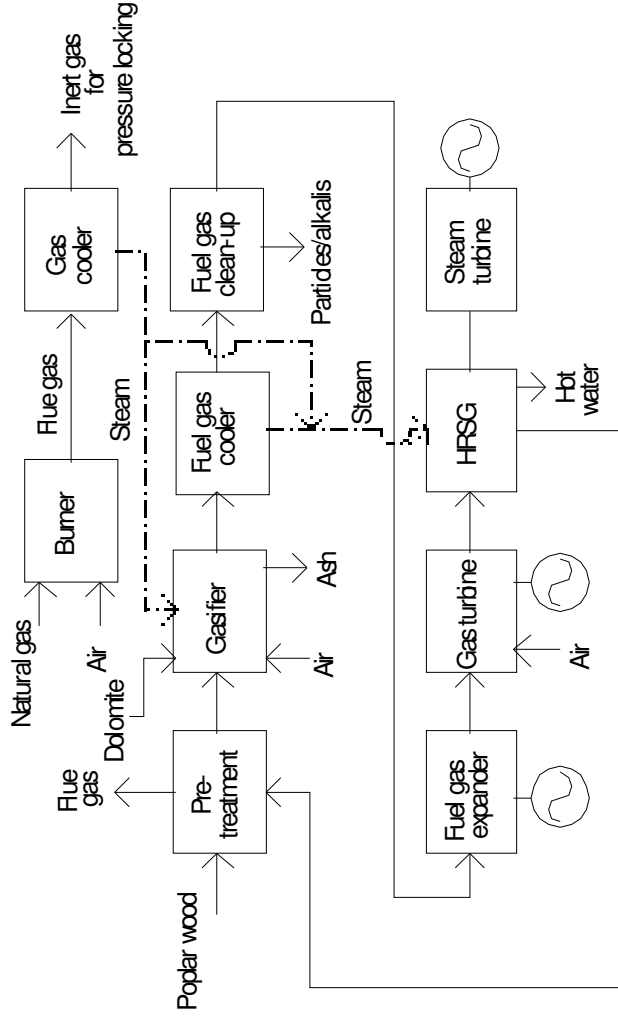 Natural gas
Air
Burner
Flue gas
Gas
cooler
Inert gas
for
pressure locking
Steam
Flue
gas
Dolomite
Poplar wood
Pre-
treatment
Gasifier
Air
Ash
Fuel gas
cooler
Fuel gas
clean-up
Particles/alkalis
Steam
Fuel gas
expander
Gas turbine
Air
HRSG
Hot
water
Steam
turbine